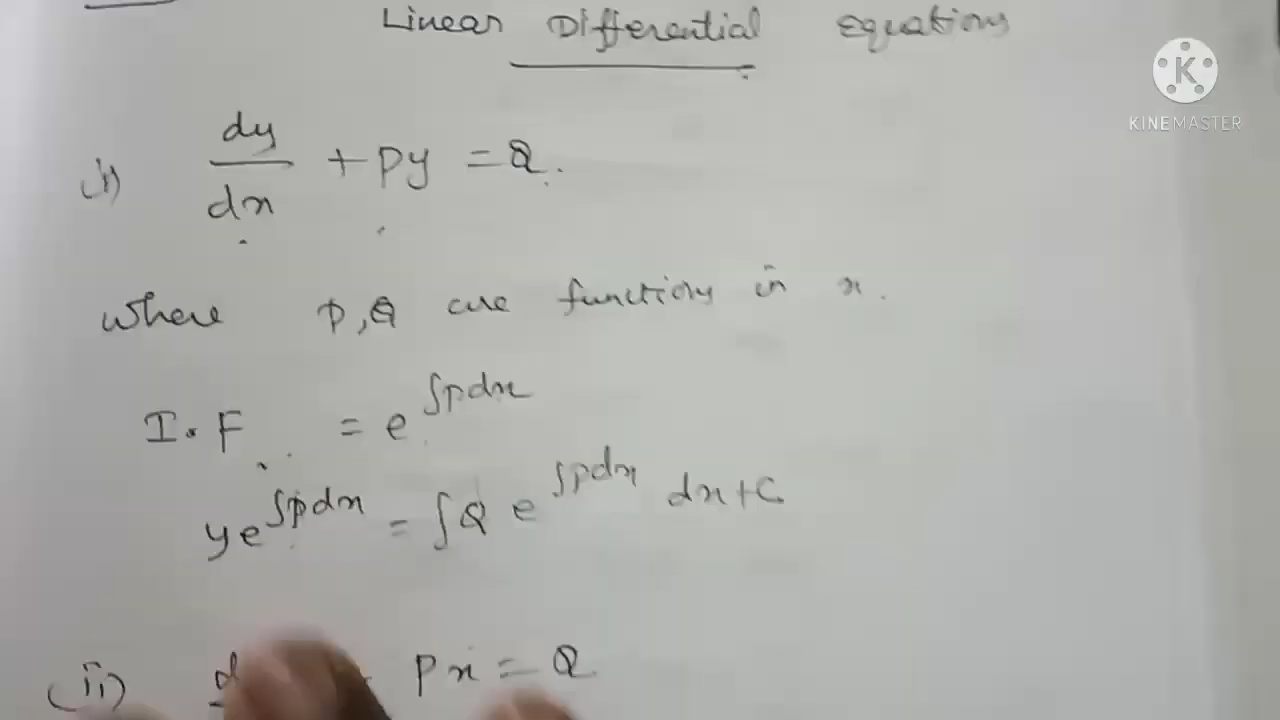 Linear Differential Equations
KINEMASTER
(i) dy/dx + Py = Q.
Where P, Q are functions in x.
I.F = e^∫Pdx
ye^∫Pdx = ∫Q e^∫Pdx dx + C
(ii) d Px = Q